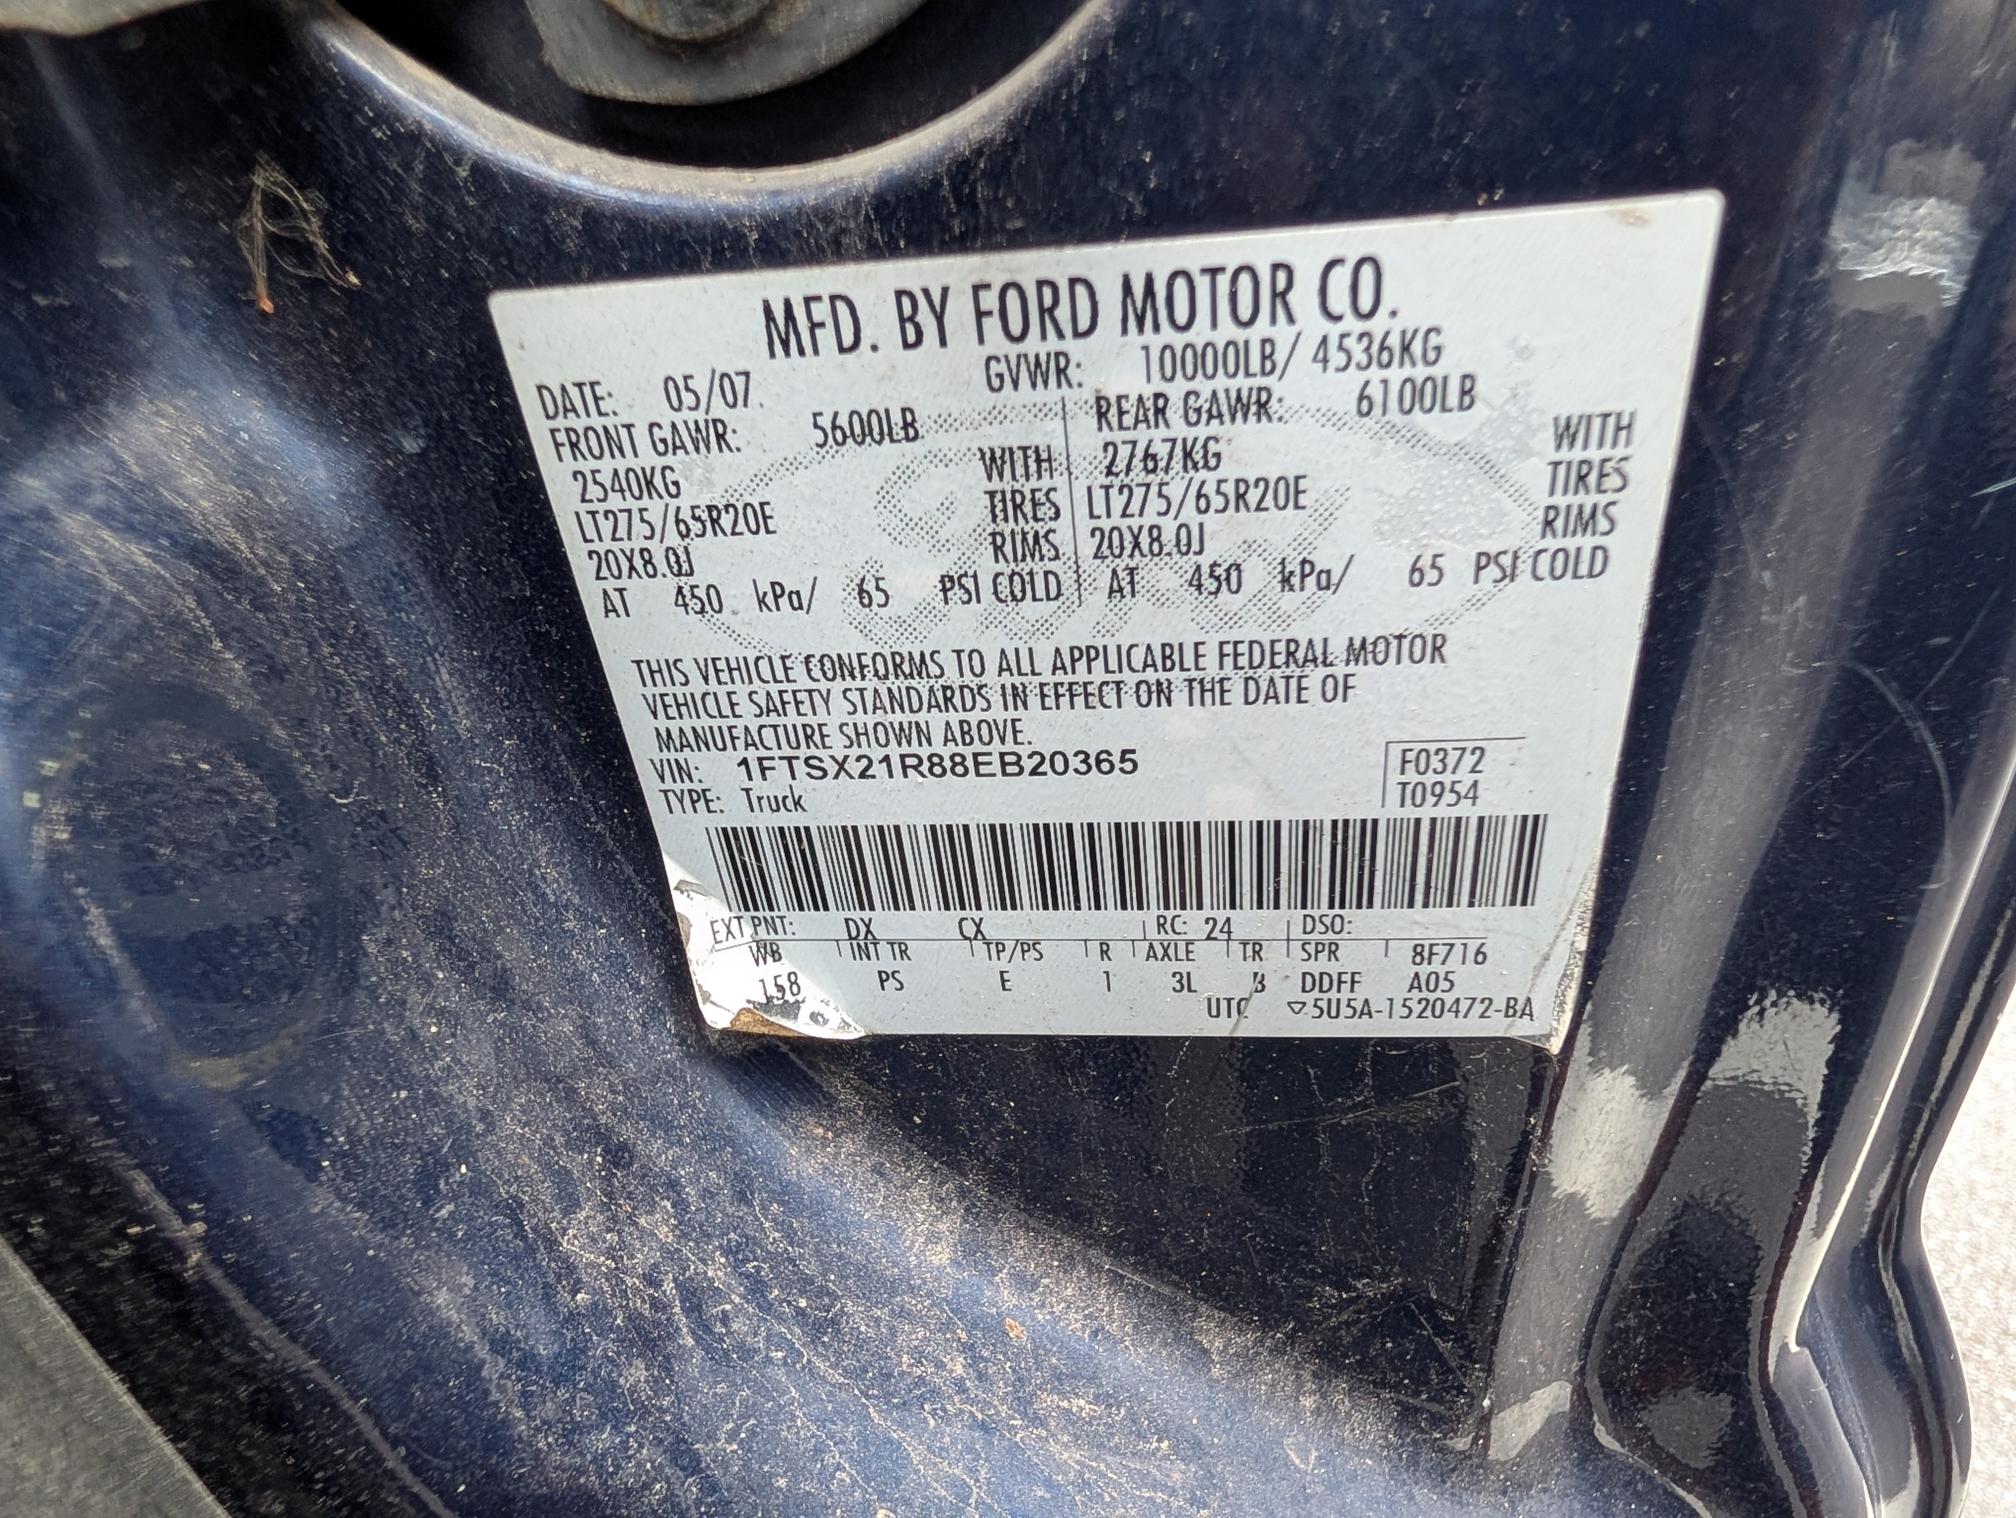 MFD. BY FORD MOTOR CO.
DATE: 05/07 GVWR: 10000LB/ 4536KG
FRONT GAWR: 5600LB REAR GAWR: 6100LB
2540KG WITH 2767KG WITH
LT275/65R20E TIRES LT275/65R20E TIRES
20X8.0J RIMS 20X8.0J RIMS
AT 450 kPa/ 65 PSI COLD AT 450 kPa/ 65 PSI COLD
THIS VEHICLE CONFORMS TO ALL APPLICABLE FEDERAL MOTOR
VEHICLE SAFETY STANDARDS IN EFFECT ON THE DATE OF
MANUFACTURE SHOWN ABOVE.
VIN: 1FTSX21R88EB20365 F0372
TYPE: Truck T0954
EXT PNT: DX CX RC: 24 DSO:
WB INT TR TP/PS R AXLE TR SPR 8F716
158 PS E 1 3L B DDFF A05
UTC ▽5U5A-1520472-BA